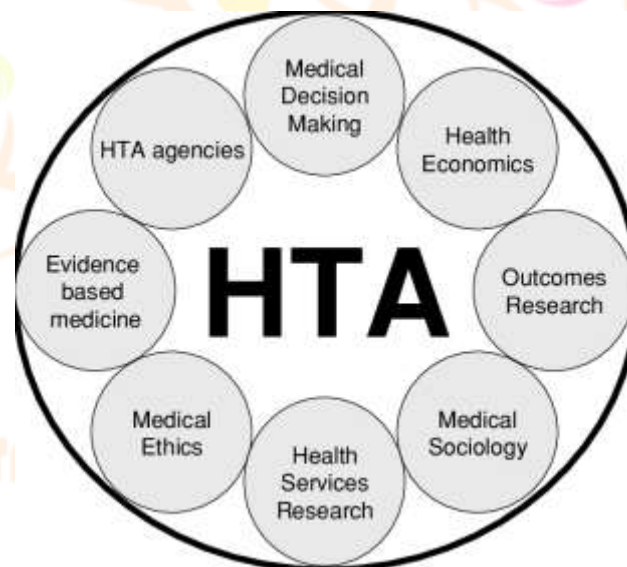 Medical
Decision
Making
HTA agencies
Health
Economics
Evidence
based
medicine
HTA
Outcomes
Research
Medical
Ethics
Medical
Sociology
Health
Services
Research